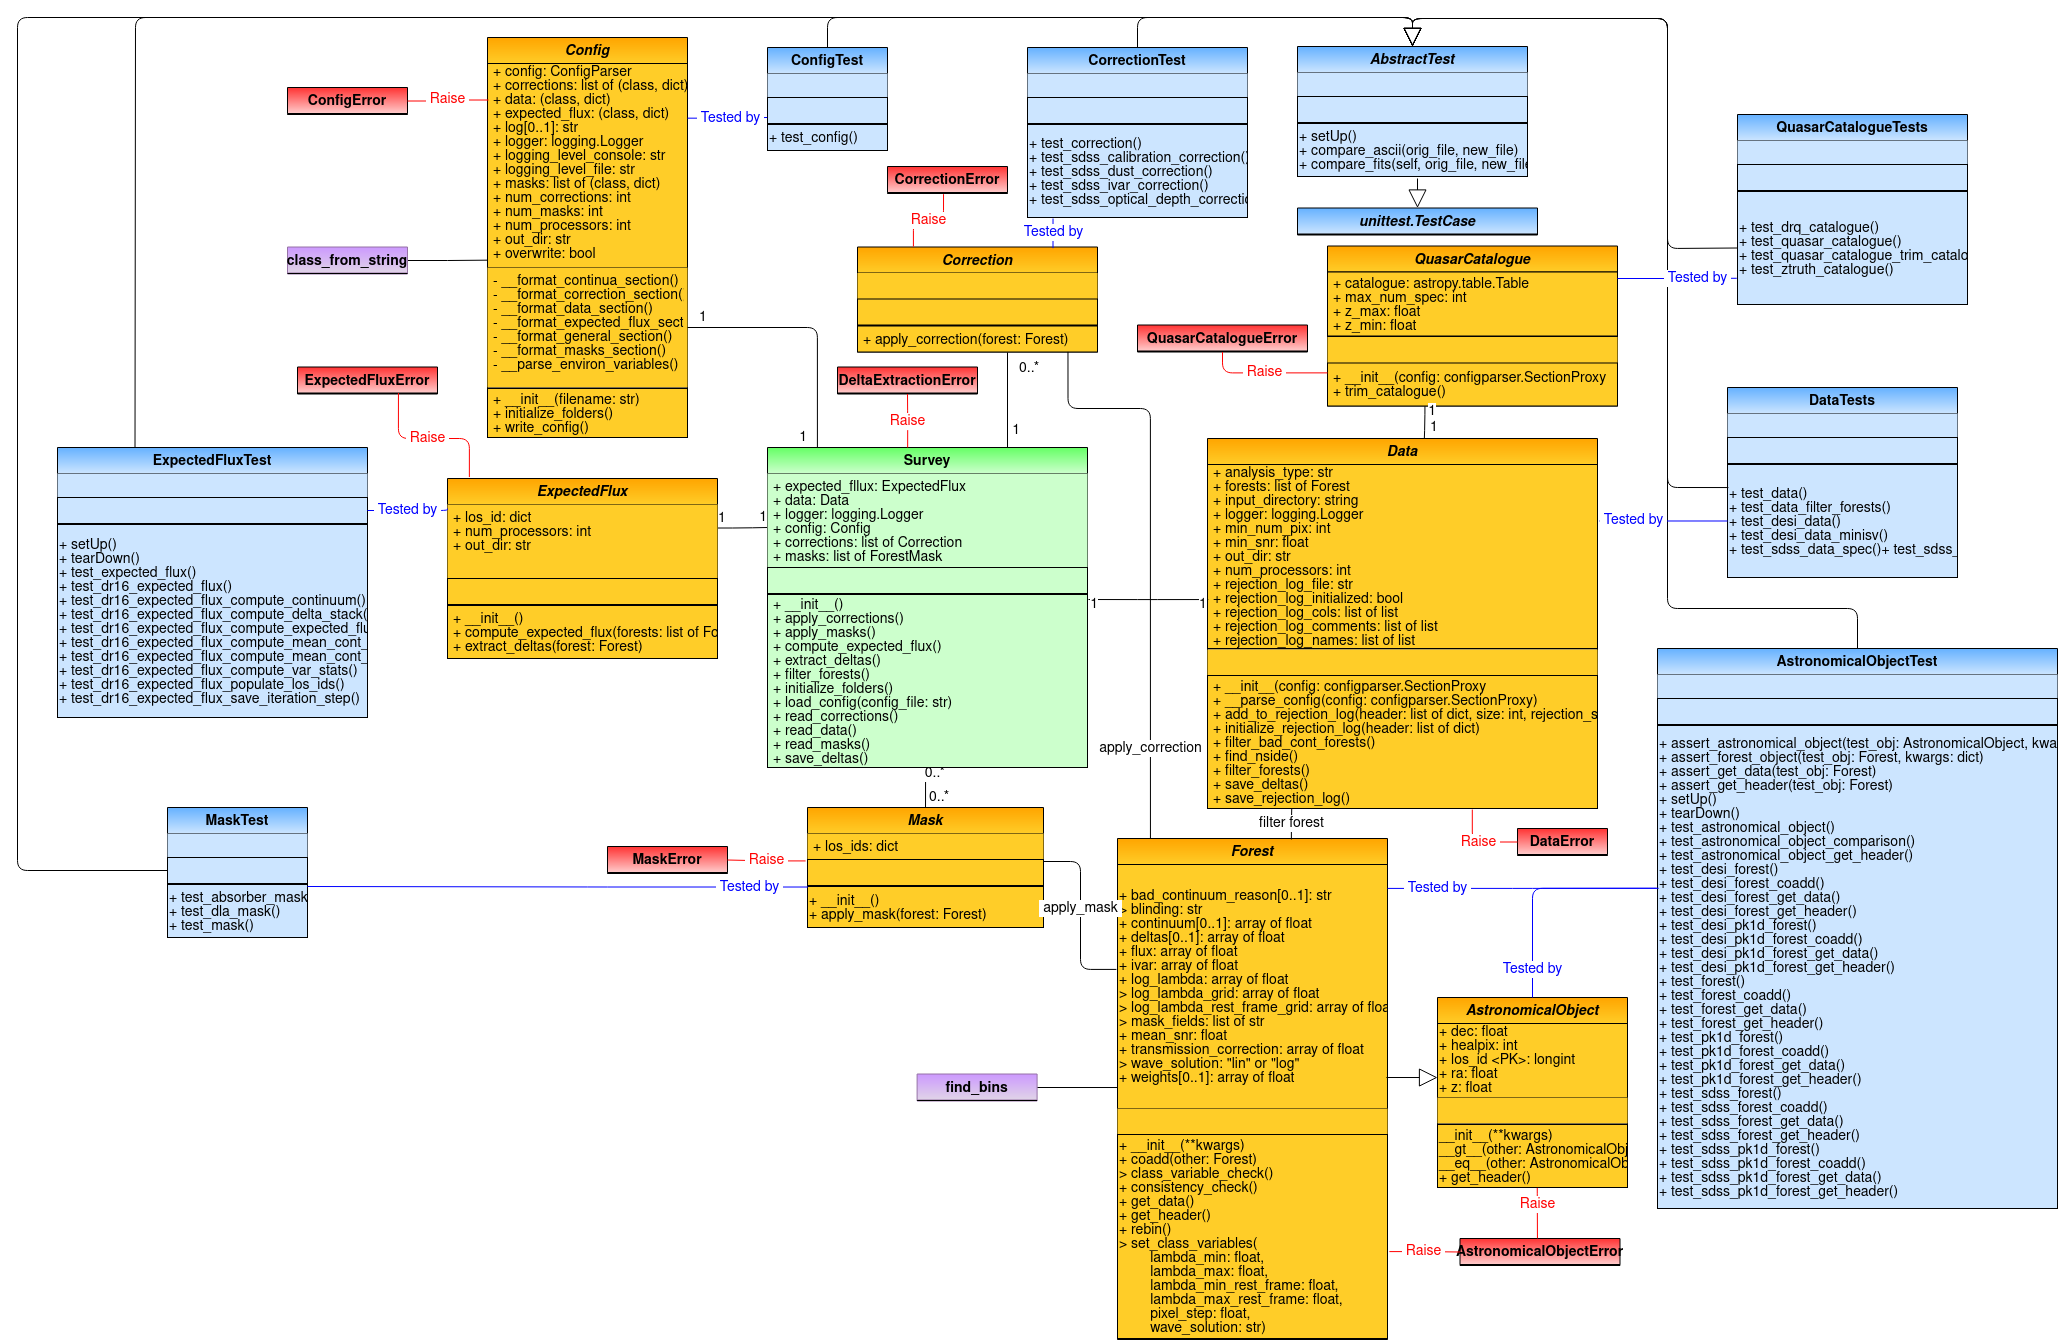 Config
+ config: ConfigParser
+ corrections: list of (class, dict)
+ data: (class, dict)
+ expected_flux: (class, dict)
+ log[0..1]: str
+ logger: logging.Logger
+ logging_level_console: str
+ logging_level_file: str
+ masks: list of (class, dict)
+ num_corrections: int
+ num_masks: int
+ num_processors: int
+ out_dir: str
+ overwrite: bool
- __format_continua_section()
- __format_correction_section(
- __format_data_section()
- __format_expected_flux_sect
- __format_general_section()
- __format_masks_section()
- __parse_environ_variables()
+ __init__(filename: str)
+ initialize_folders()
+ write_config()
ConfigError
Raise
class_from_string
Tested by
ConfigTest
+ test_config()
CorrectionTest
+ test_correction()
+ test_sdss_calibration_correction()
+ test_sdss_dust_correction()
+ test_sdss_ivar_correction()
+ test_sdss_optical_depth_correctic
AbstractTest
+ setUp()
+ compare_ascii(orig_file, new_file)
+ compare_fits(self, orig_file, new_file
unittest.TestCase
QuasarCatalogueTests
+ test_drq_catalogue()
+ test_quasar_catalogue()
+ test_quasar_catalogue_trim_catalo
+ test_ztruth_catalogue()
CorrectionError
Raise
Tested by
Correction
+ apply_correction(forest: Forest)
QuasarCatalogue
+ catalogue: astropy.table.Table
+ max_num_spec: int
+ z_max: float
+ z_min: float
+ __init__(config: configparser.SectionProxy
+ trim_catalogue()
Tested by
QuasarCatalogueError
Raise
1
0..*
1
1
1
1
ExpectedFluxError
Raise
DeltaExtractionError
Raise
DataTests
+ test_data()
+ test_data_filter_forests()
+ test_desi_data()
+ test_desi_data_minisv()
+ test_sdss_data_spec()+ test_sdss_
Tested by
ExpectedFluxTest
+ setUp()
+ tearDown()
+ test_expected_flux()
+ test_dr16_expected_flux()
+ test_dr16_expected_flux_compute_continuum()
+ test_dr16_expected_flux_compute_delta_stack(
+ test_dr16_expected_flux_compute_expected_flu
+ test_dr16_expected_flux_compute_mean_cont_
+ test_dr16_expected_flux_compute_mean_cont_
+ test_dr16_expected_flux_compute_var_stats()
+ test_dr16_expected_flux_populate_los_ids()
+ test_dr16_expected_flux_save_iteration_step()
Tested by
ExpectedFlux
+ los_id: dict
+ num_processors: int
+ out_dir: str
+ __init__()
+ compute_expected_flux(forests: list of Fo
+ extract_deltas(forest: Forest)
1
1
Survey
+ expected_fllux: ExpectedFlux
+ data: Data
+ logger: logging.Logger
+ config: Config
+ corrections: list of Correction
+ masks: list of ForestMask
+ __init__()
+ apply_corrections()
+ apply_masks()
+ compute_expected_flux()
+ extract_deltas()
+ filter_forests()
+ initialize_folders()
+ load_config(config_file: str)
+ read_corrections()
+ read_data()
+ read_masks()
+ save_deltas()
1
1
Data
+ analysis_type: str
+ forests: list of Forest
+ input_directory: string
+ logger: logging.Logger
+ min_num_pix: int
+ min_snr: float
+ out_dir: str
+ num_processors: int
+ rejection_log_file: str
+ rejection_log_initialized: bool
+ rejection_log_cols: list of list
+ rejection_log_comments: list of list
+ rejection_log_names: list of list
+ __init__(config: configparser.SectionProxy
+ __parse_config(config: configparser.SectionProxy)
+ add_to_rejection_log(header: list of dict, size: int, rejection_s
+ initialize_rejection_log(header: list of dict)
+ filter_bad_cont_forests()
+ find_nside()
+ filter_forests()
+ save_deltas()
+ save_rejection_log()
apply_correction
0..*
0..*
filter forest
Raise
DataError
MaskTest
+ test_absorber_mask
+ test_dla_mask()
+ test_mask()
MaskError
Raise
Tested by
Mask
+ los_ids: dict
+ __init__()
+ apply_mask(forest: Forest)
apply_mask
Forest
+ bad_continuum_reason[0..1]: str
> blinding: str
+ continuum[0..1]: array of float
+ deltas[0..1]: array of float
+ flux: array of float
+ ivar: array of float
+ log_lambda: array of float
> log_lambda_grid: array of float
> log_lambda_rest_frame_grid: array of floa
> mask_fields: list of str
+ mean_snr: float
+ transmission_correction: array of float
> wave_solution: "lin" or "log"
+ weights[0..1]: array of float
+ __init__(**kwargs)
+ coadd(other: Forest)
> class_variable_check()
+ consistency_check()
+ get_data()
+ get_header()
+ rebin()
> set_class_variables(
lambda_min: float,
lambda_max: float,
lambda_min_rest_frame: float,
lambda_max_rest_frame: float,
pixel_step: float,
wave_solution: str)
find_bins
Tested by
Tested by
AstronomicalObject
+ dec: float
+ healpix: int
+ los_id <PK>: longint
+ ra: float
+ z: float
__init__(**kwargs)
__gt__(other: AstronomicalObj
__eq__(other: AstronomicalOb
+ get_header()
Raise
Raise
AstronomicalObjectError
AstronomicalObjectTest
+ assert_astronomical_object(test_obj: AstronomicalObject, kwa
+ assert_forest_object(test_obj: Forest, kwargs: dict)
+ assert_get_data(test_obj: Forest)
+ assert_get_header(test_obj: Forest)
+ setUp()
+ tearDown()
+ test_astronomical_object()
+ test_astronomical_object_comparison()
+ test_astronomical_object_get_header()
+ test_desi_forest()
+ test_desi_forest_coadd()
+ test_desi_forest_get_data()
+ test_desi_forest_get_header()
+ test_desi_pk1d_forest()
+ test_desi_pk1d_forest_coadd()
+ test_desi_pk1d_forest_get_data()
+ test_desi_pk1d_forest_get_header()
+ test_forest()
+ test_forest_coadd()
+ test_forest_get_data()
+ test_forest_get_header()
+ test_pk1d_forest()
+ test_pk1d_forest_coadd()
+ test_pk1d_forest_get_data()
+ test_pk1d_forest_get_header()
+ test_sdss_forest()
+ test_sdss_forest_coadd()
+ test_sdss_forest_get_data()
+ test_sdss_forest_get_header()
+ test_sdss_pk1d_forest()
+ test_sdss_pk1d_forest_coadd()
+ test_sdss_pk1d_forest_get_data()
+ test_sdss_pk1d_forest_get_header()